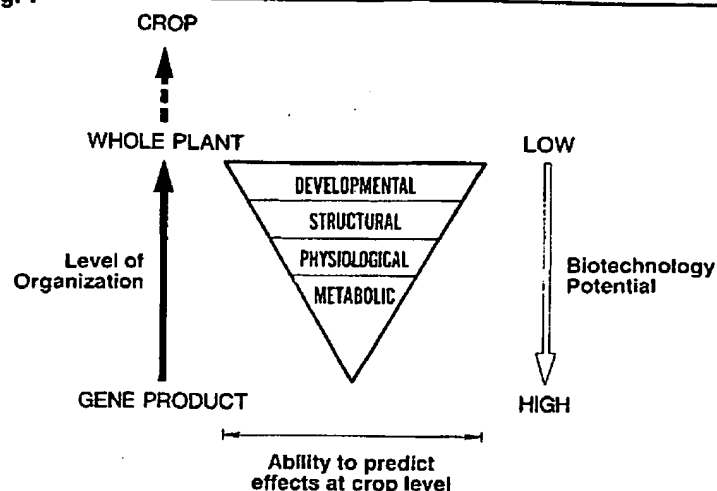 g. 1
CROP
WHOLE PLANT
LOW
DEVELOPMENTAL
STRUCTURAL
PHYSIOLOGICAL
METABOLIC
Level of
Organization
Biotechnology
Potential
GENE PRODUCT
HIGH
Ability to predict
effects at crop level